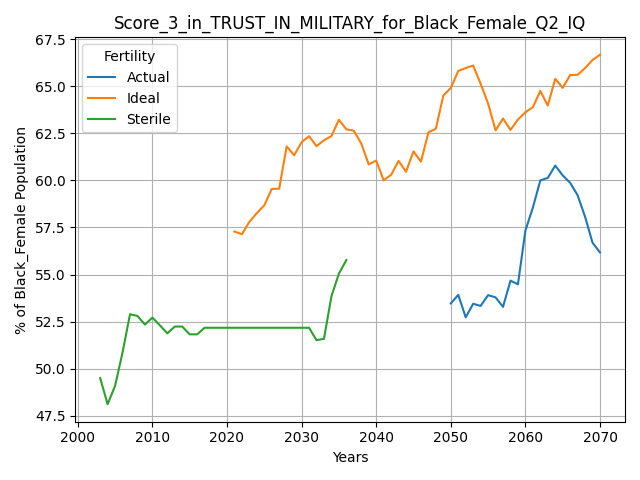 Score_3_in_TRUST_IN_MILITARY_for_Black_Female_Q2_IQ
67.5
65.0
62.5
60.0
57.5
55.0
52.5
50.0
47.5
% of Black_Female Population
Fertility
Actual
Ideal
Sterile
2000 2010 2020 2030 2040 2050 2060 2070
Years